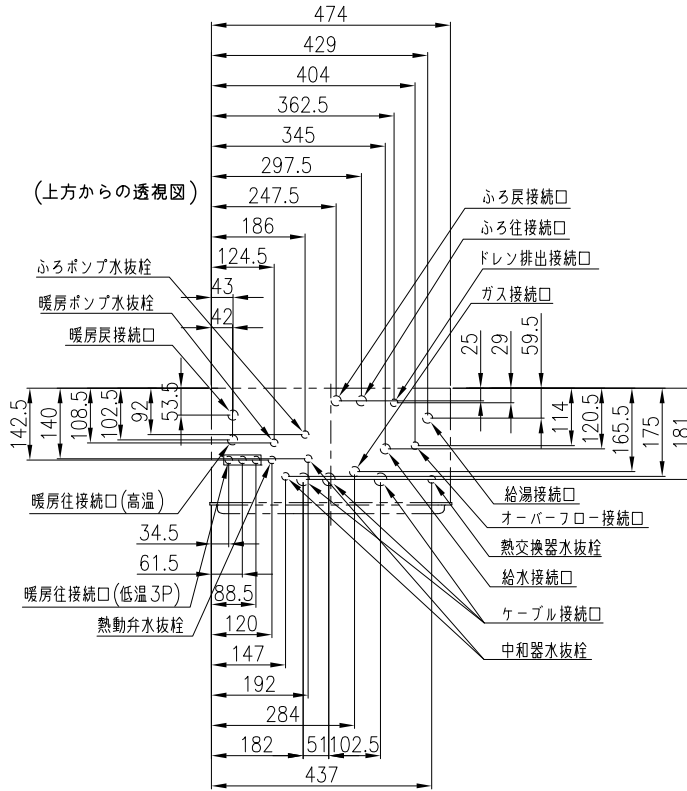 474
429
404
362.5
345
297.5
(上方からの透視図)
247.5
ふろ戻接続口
186
ふろ往接続口
124.5
ドレン排出接続口
ふろポンプ水抜栓
43
ガス接続口
暖房ポンプ水抜栓
42
暖房戻接続口
25
29
59.5
142.5
140
108.5
102.5
92
53.5
114
120.5
165.5
175
181
暖房往接続口(高温)
給湯接続口
オーバーフロー接続口
34.5
熱交換器水抜栓
61.5
給水接続口
暖房往接続口(低温3P)
88.5
ケーブル接続口
熱動弁水抜栓
120
147
中和器水抜栓
192
284
182
51
102.5
437